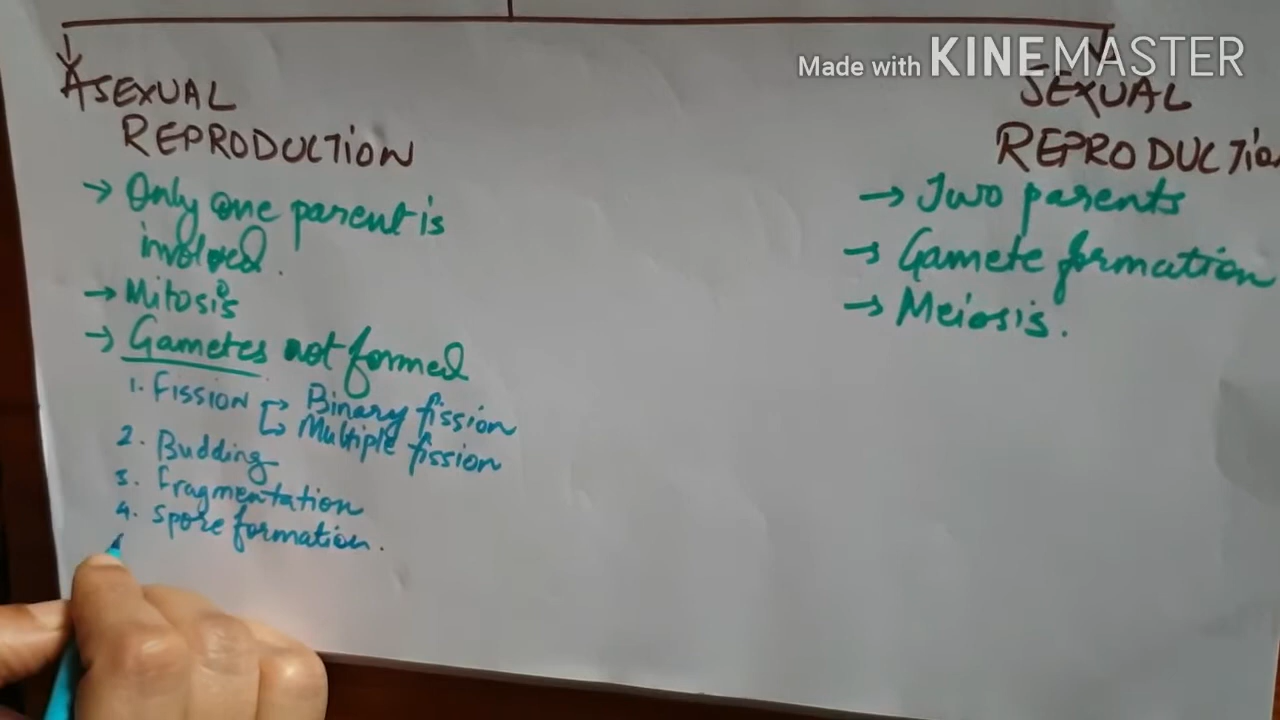 Made with KINEMASTER
ASEXUAL
REPRODUCTION
→ Only one parent is
involved.
→ Mitosis
→ Gametes not formed
1. Fission → Binary fission
→ Multiple fission
2. Budding
3. Fragmentation
4. Spore formation.
SEXUAL
REPRODUCTION
→ Two parents
→ Gamete formation
→ Meiosis.